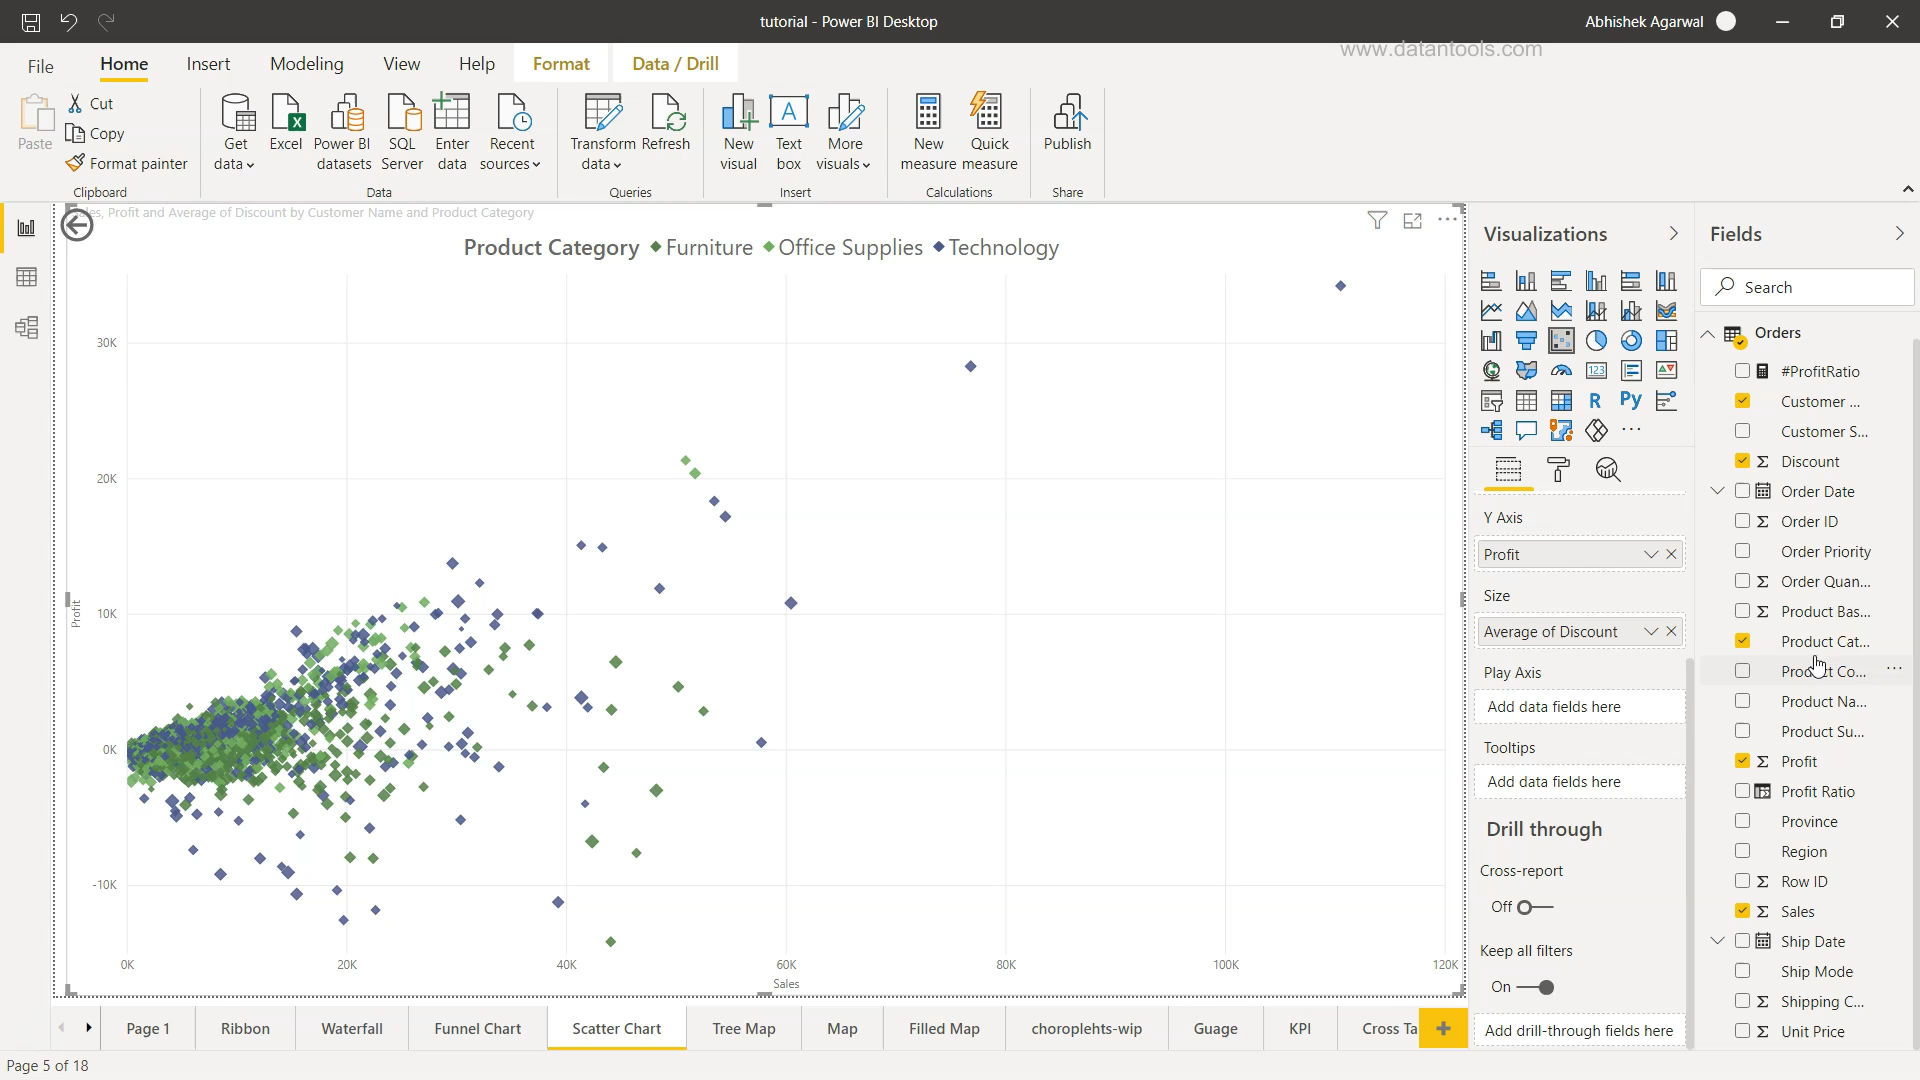 tutorial - Power BI Desktop
Abhishek Agarwal
www.datantools.com
File Home Insert Modeling View Help Format Data / Drill
Paste
Cut
Copy
Format painter
Clipboard
Get data
Excel
Power BI datasets
SQL Server
Enter data
Recent sources
Data
Transform data
Refresh
Queries
New visual
Text box
More visuals
Insert
New measure
Quick measure
Calculations
Publish
Share
les, Profit and Average of Discount by Customer Name and Product Category
Product Category Furniture Office Supplies Technology
30K
20K
10K
0K
-10K
Profit
0K 20K 40K 60K 80K 100K 120K
Sales
Visualizations
123
R
Py
Y Axis
Profit
Size
Average of Discount
Play Axis
Add data fields here
Tooltips
Add data fields here
Drill through
Cross-report
Off
Keep all filters
On
Add drill-through fields here
Fields
Search
Orders
#ProfitRatio
Customer ...
Customer S...
Discount
Order Date
Order ID
Order Priority
Order Quan...
Product Bas...
Product Cat...
Product Co...
Product Na...
Product Su...
Profit
Profit Ratio
Province
Region
Row ID
Sales
Ship Date
Ship Mode
Shipping C...
Unit Price
Page 1 Ribbon Waterfall Funnel Chart Scatter Chart Tree Map Map Filled Map choroplehts-wip Guage KPI Cross Ta
Page 5 of 18